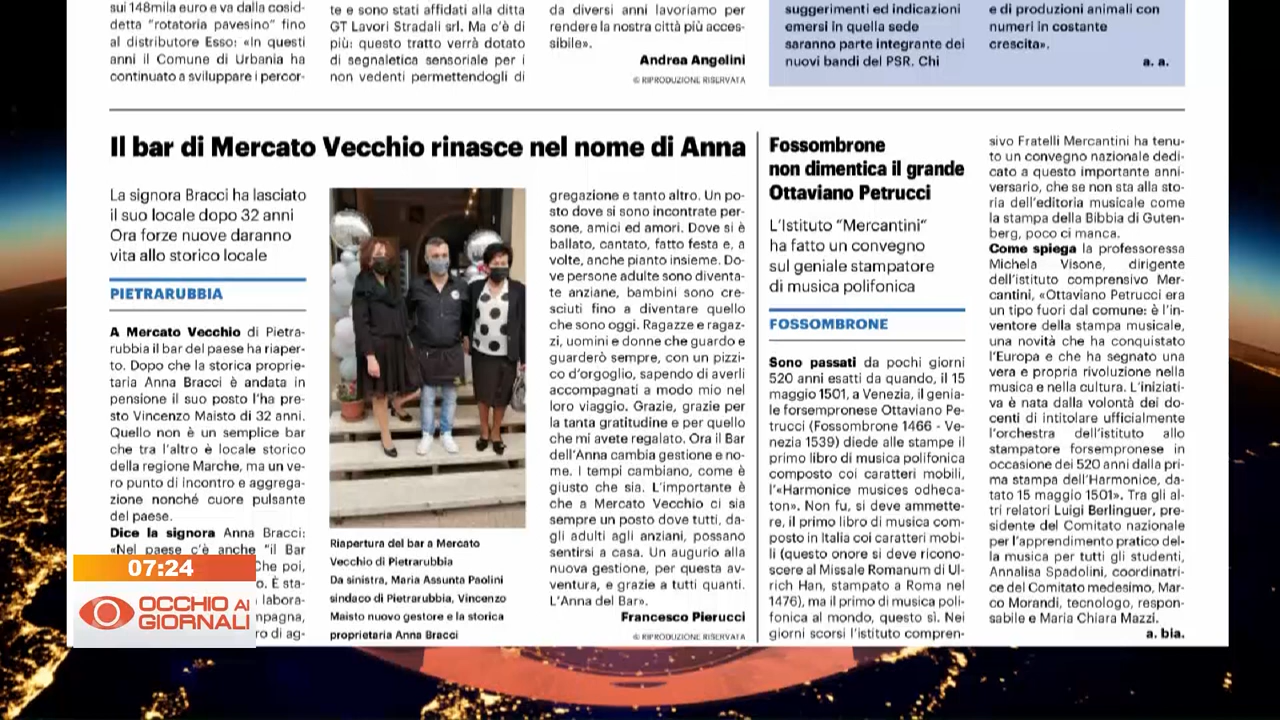 sui 148mila euro e va dalla cosid-
detta "rotatoria pavesino" fino
al distributore Esso: «In questi
anni il Comune di Urbania ha
continuato a sviluppare i percor-
te e sono stati affidati alla ditta
GT Lavori Stradali srl. Ma c'è di
più: questo tratto verrà dotato
di segnaletica sensoriale per i
non vedenti permettendogli di
da diversi anni lavoriamo per
rendere la nostra città più acces-
sibile».
Andrea Angelini
© RIPRODUZIONE RISERVATA
suggerimenti ed indicazioni
emersi in quella sede
saranno parte integrante dei
nuovi bandi del PSR. Chi
e di produzioni animali con
numeri in costante
crescita».
a. a.
Il bar di Mercato Vecchio rinasce nel nome di Anna
La signora Bracci ha lasciato
il suo locale dopo 32 anni
Ora forze nuove daranno
vita allo storico locale
PIETRARUBBIA
A Mercato Vecchio di Pietra-
rubbia il bar del paese ha riaper-
to. Dopo che la storica proprie-
taria Anna Bracci è andata in
pensione il suo posto l'ha pre-
sto Vincenzo Maisto di 32 anni.
Quello non è un semplice bar
che tra l'altro è locale storico
della regione Marche, ma un ve-
ro punto di incontro e aggrega-
zione nonché cuore pulsante
del paese.
Dice la signora Anna Bracci:
«Nel paese c'è anche "il Bar
Che poi,
o. È sta-
labora-
mpagna,
ro di ag-
Riapertura del bar a Mercato
Vecchio di Pietrarubbia
Da sinistra, Maria Assunta Paolini
sindaco di Pietrarubbia, Vincenzo
Maisto nuovo gestore e la storica
proprietaria Anna Bracci
gregazione e tanto altro. Un po-
sto dove si sono incontrate per-
sone, amici ed amori. Dove si è
ballato, cantato, fatto festa e, a
volte, anche pianto insieme. Do-
ve persone adulte sono diventa-
te anziane, bambini sono cre-
sciuti fino a diventare quello
che sono oggi. Ragazze e ragaz-
zi, uomini e donne che guardo e
guarderò sempre, con un pizzi-
co d'orgoglio, sapendo di averli
accompagnati a modo mio nel
loro viaggio. Grazie, grazie per
la tanta gratitudine e per quello
che mi avete regalato. Ora il Bar
dell'Anna cambia gestione e no-
me. I tempi cambiano, come è
giusto che sia. L'importante è
che a Mercato Vecchio ci sia
sempre un posto dove tutti, da-
gli adulti agli anziani, possano
sentirsi a casa. Un augurio alla
nuova gestione, per questa av-
ventura, e grazie a tutti quanti.
L'Anna del Bar».
Francesco Pierucci
© RIPRODUZIONE RISERVATA
Fossombrone
non dimentica il grande
Ottaviano Petrucci
L'Istituto "Mercantini"
ha fatto un convegno
sul geniale stampatore
di musica polifonica
FOSSOMBRONE
Sono passati da pochi giorni
520 anni esatti da quando, il 15
maggio 1501, a Venezia, il genia-
le forsempronese Ottaviano Pe-
trucci (Fossombrone 1466 - Ve-
nezia 1539) diede alle stampe il
primo libro di musica polifonica
composto coi caratteri mobili,
l'«Harmonice musices odheca-
ton». Non fu, si deve ammette-
re, il primo libro di musica com-
posto in Italia coi caratteri mobi-
li (questo onore si deve ricono-
scere al Missale Romanum di Ul-
rich Han, stampato a Roma nel
1476), ma il primo di musica poli-
fonica al mondo, questo sì. Nei
giorni scorsi l'istituto compren-
sivo Fratelli Mercantini ha tenu-
to un convegno nazionale dedi-
cato a questo importante anni-
versario, che se non sta alla sto-
ria dell'editoria musicale come
la stampa della Bibbia di Guten-
berg, poco ci manca.
Come spiega la professoressa
Michela Visone, dirigente
dell'istituto comprensivo Mer-
cantini, «Ottaviano Petrucci era
un tipo fuori dal comune: è l'in-
ventore della stampa musicale,
una novità che ha conquistato
l'Europa e che ha segnato una
vera e propria rivoluzione nella
musica e nella cultura. L'iniziati-
va è nata dalla volontà dei do-
centi di intitolare ufficialmente
l'orchestra dell'istituto allo
stampatore forsempronese in
occasione dei 520 anni dalla pri-
ma stampa dell'Harmonice, da-
tato 15 maggio 1501». Tra gli al-
tri relatori Luigi Berlinguer, pre-
sidente del Comitato nazionale
per l'apprendimento pratico del-
la musica per tutti gli studenti,
Annalisa Spadolini, coordinatri-
ce del Comitato medesimo, Mar-
co Morandi, tecnologo, respon-
sabile e Maria Chiara Mazzi.
a. bia.
07:24
OCCHIO AI
GIORNALI